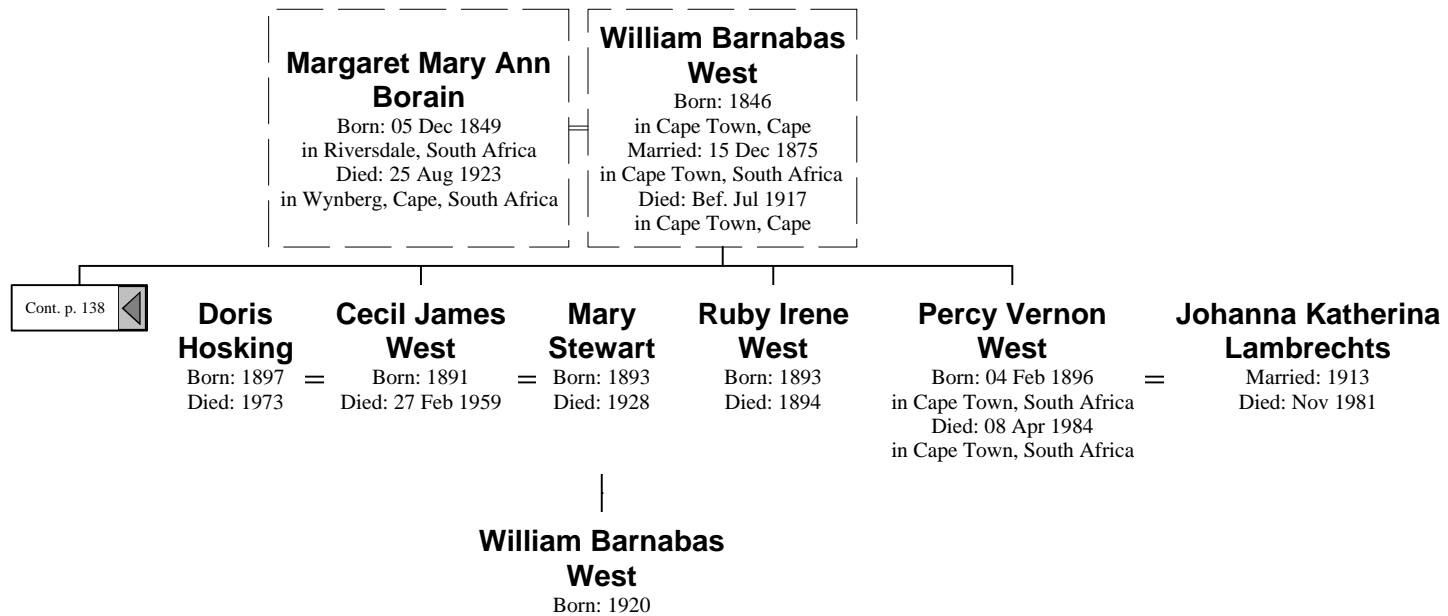 Margaret Mary Ann
Borain
Born: 05 Dec 1849
in Riversdale, South Africa
Died: 25 Aug 1923
in Wynberg, Cape, South Africa
William Barnabas
West
Born: 1846
in Cape Town, Cape
Married: 15 Dec 1875
in Cape Town, South Africa
Died: Bef. Jul 1917
in Cape Town, Cape
Cont. p. 138
Doris
Hosking
Born: 1897
Died: 1973
=
Cecil James
West
Born: 1891
Died: 27 Feb 1959
=
Mary
Stewart
Born: 1893
Died: 1928
Ruby Irene
West
Born: 1893
Died: 1894
Percy Vernon
West
Born: 04 Feb 1896
in Cape Town, South Africa
Died: 08 Apr 1984
in Cape Town, South Africa
=
Johanna Katherina
Lambrechts
Married: 1913
Died: Nov 1981
William Barnabas
West
Born: 1920